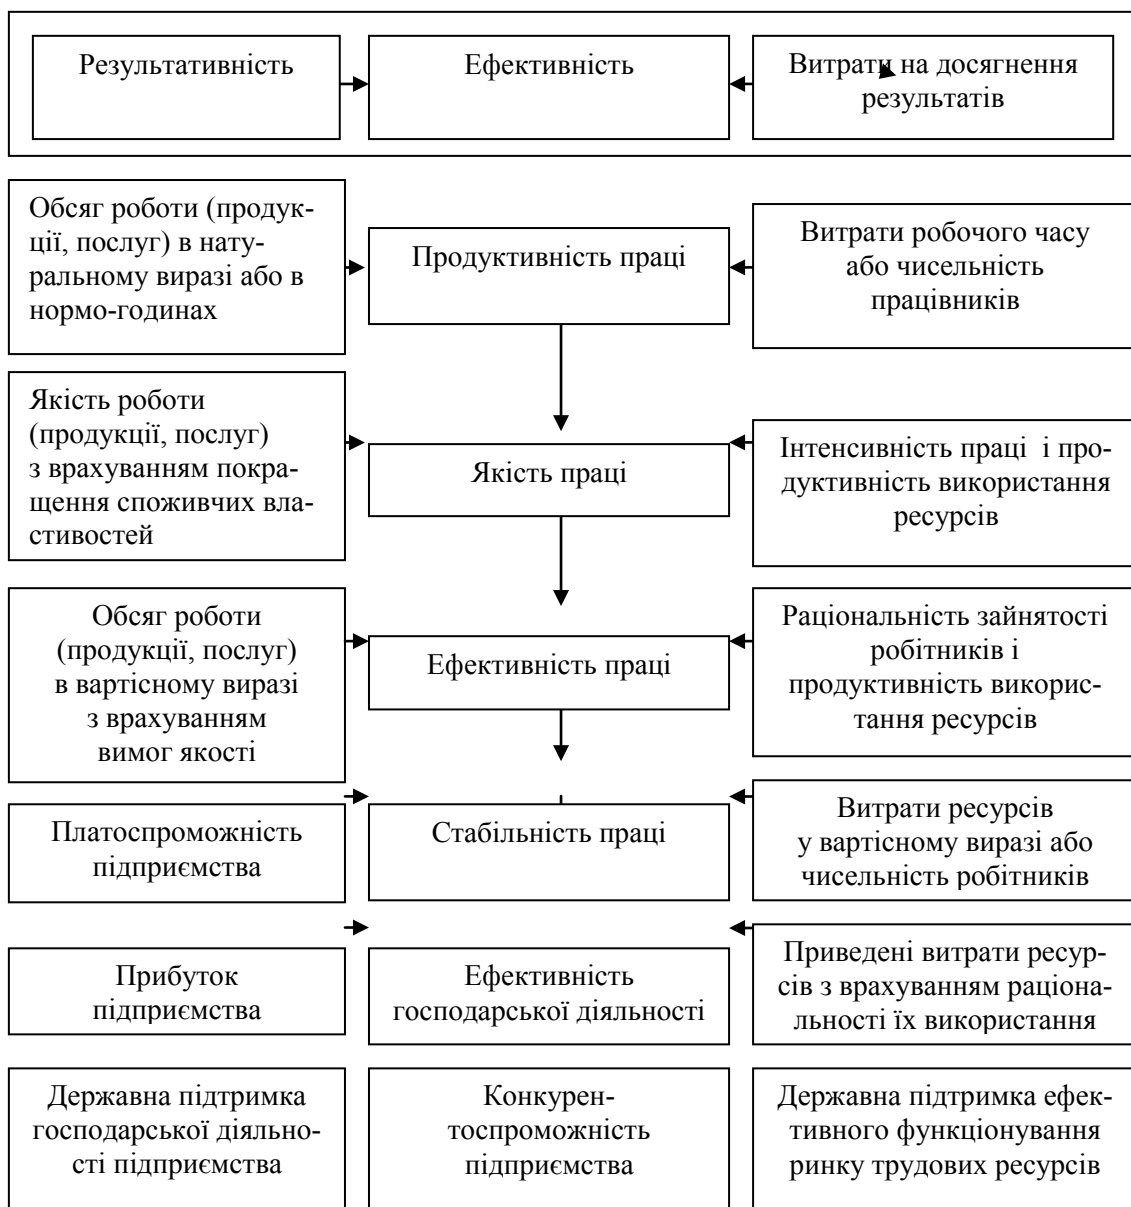 Результативність
Ефективність
Витрати на досягнення
результатів
Обсяг роботи (продук-
ції, послуг) в нату-
ральному виразі або в
нормо-годинах
Продуктивність праці
Витрати робочого часу
або чисельність
працівників
Якість роботи
(продукції, послуг)
з врахуванням покра-
щення споживчих вла-
стивостей
Якість праці
Інтенсивність праці і про-
дуктивність використання
ресурсів
Обсяг роботи
(продукції, послуг)
в вартісному виразі
з врахуванням
вимог якості
Ефективність праці
Раціональність зайнятості
робітників і
продуктивність викорис-
тання ресурсів
Платоспроможність
підприємства
Стабільність праці
Витрати ресурсів
у вартісному виразі або
чисельність робітників
Прибуток
підприємства
Ефективність
господарської діяльності
Приведені витрати ресур-
сів з врахуванням раціона-
льності їх використання
Державна підтримка
господарської діяльно-
сті підприємства
Конкурен-
тоспроможність
підприємства
Державна підтримка ефек-
тивного функціонування
ринку трудових ресурсів